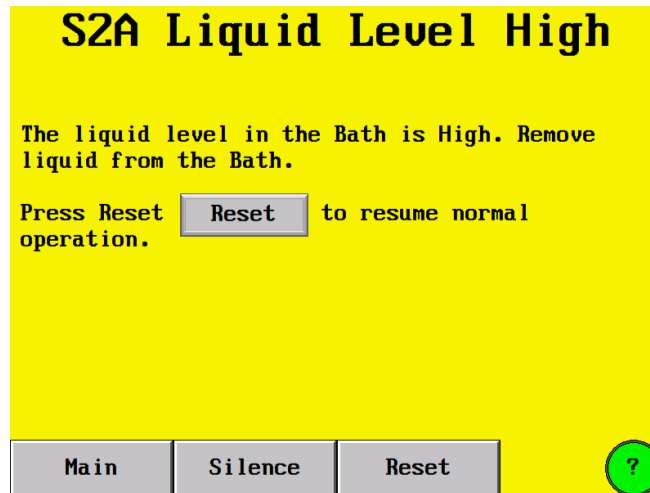 S2A Liquid Level High
The liquid level in the Bath is High. Remove
liquid from the Bath.
Press Reset Reset to resume normal
operation.
Main Silence Reset ?